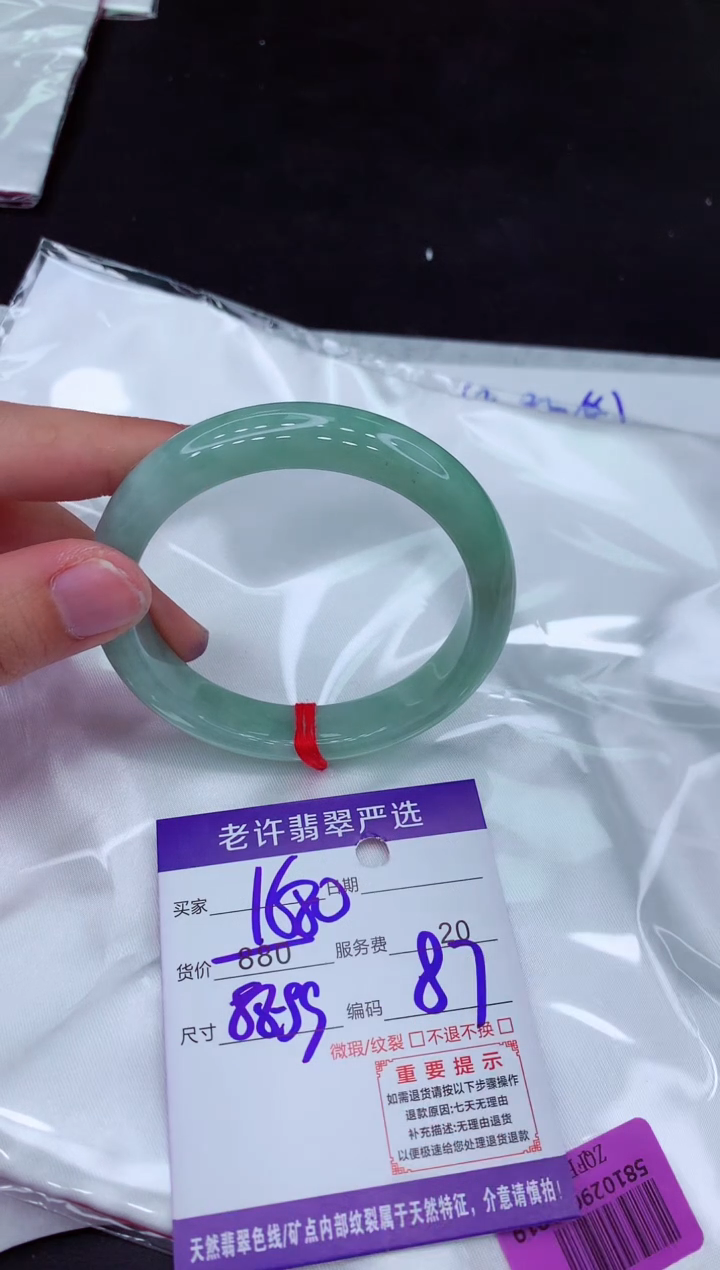 老许翡翠严选
买家 1680 日期
货价 880 服务费 20
尺寸 编码 87
微瑕/纹裂 □ 不退不换 □
重要提示
如需退货请按以下步骤操作
退款原因:七天无理由
补充描述:无理由退货
以便极速给您处理退货退款
天然翡翠色线/矿点内部纹裂属于天然特征，介意请慎拍!